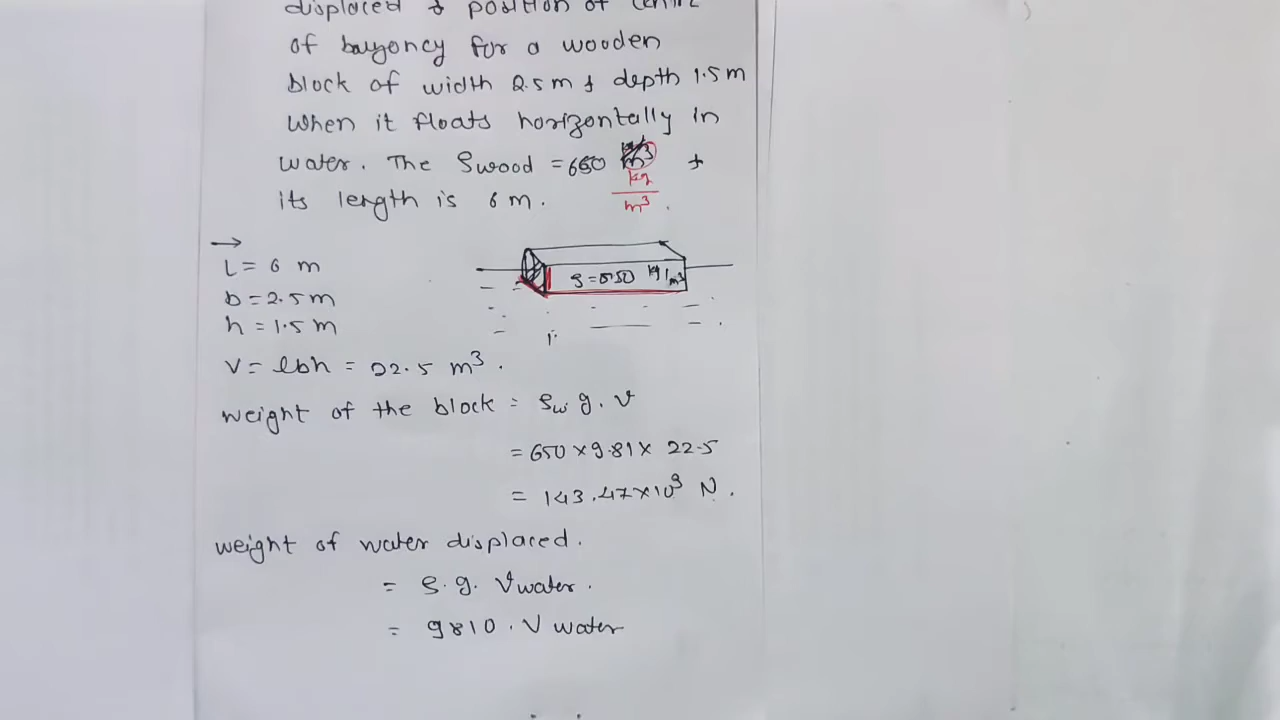 displaced & position of centre
of buyoncy for a wooden
block of width 2.5m & depth 1.5m
when it floats horizontally in
water. The ρwood = 650 kg/m³ &
its length is 6 m.
L = 6 m
b = 2.5 m
h = 1.5 m
ρ = 650 kg/m³
V = lbh = 22.5 m³.
weight of the block = ρw g. V
= 650 × 9.81 × 22.5
= 143.47×10³ N.
weight of water displaced.
= ρ. g. Vwater.
= 9810 . V water